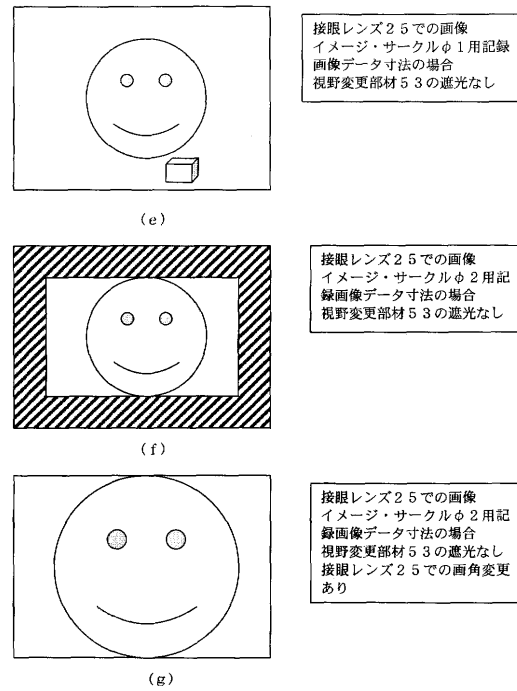 接眼レンズ２５での画像
イメージ・サークルφ１用記録
画像データ寸法の場合
視野変更部材５３の遮光なし
(e)
接眼レンズ２５での画像
イメージ・サークルφ２用記
録画像データ寸法の場合
視野変更部材５３の遮光なし
(f)
接眼レンズ２５での画像
イメージ・サークルφ２用記
録画像データ寸法の場合
視野変更部材５３の遮光なし
接眼レンズ２５での画角変更
あり
(g)